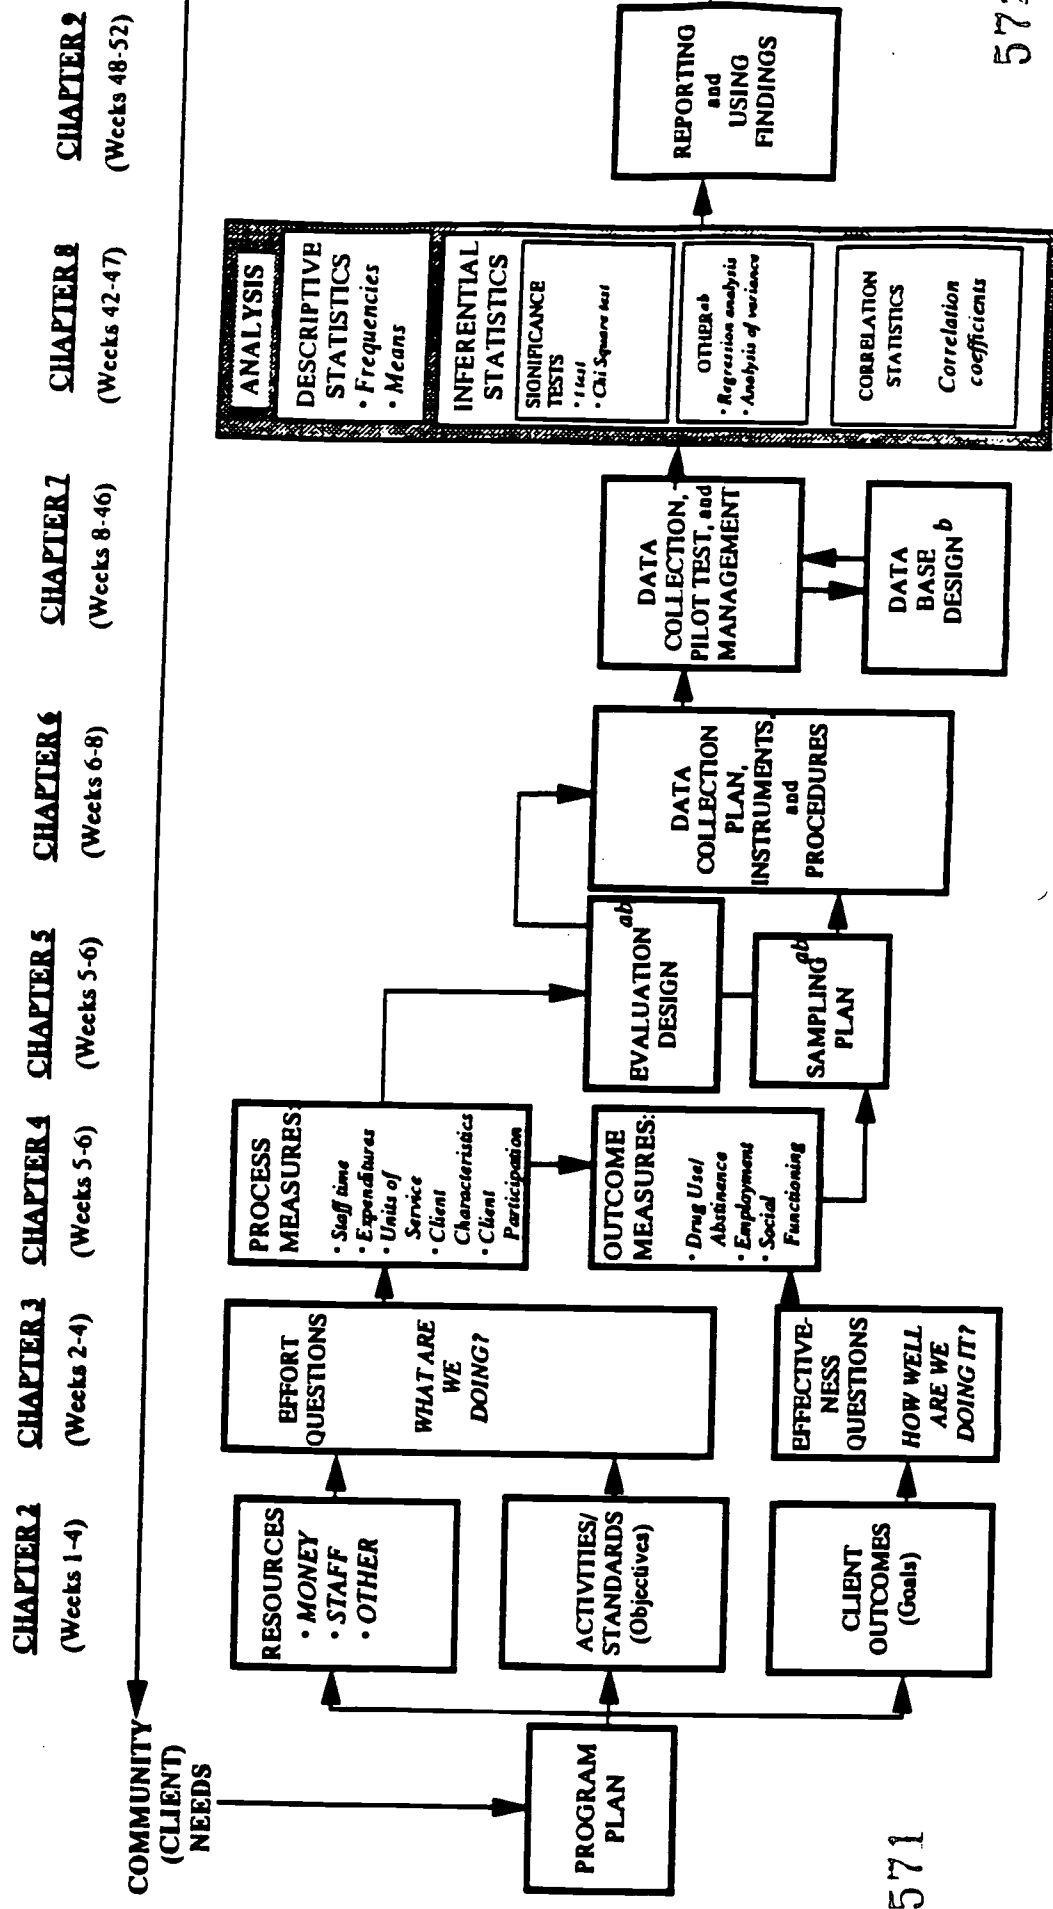 CHAPTER 2
(Weeks 1-4)
CHAPTER 3
(Weeks 2-4)
CHAPTER 4
(Weeks 5-6)
CHAPTER 5
(Weeks 5-6)
CHAPTER 6
(Weeks 6-8)
CHAPTER 7
(Weeks 8-46)
CHAPTER 8
(Weeks 42-47)
CHAPTER 9
(Weeks 48-52)
COMMUNITY
(CLIENT)
NEEDS
PROGRAM
PLAN
RESOURCES
• MONEY
• STAFF
• OTHER
ACTIVITIES/
STANDARDS
(Objectives)
CLIENT
OUTCOMES
(Goals)
EFFORT
QUESTIONS
WHAT ARE
WE
DOING?
EFFECTIVE-
NESS
QUESTIONS
HOW WELL
ARE WE
DOING IT?
PROCESS
MEASURES:
• Staff time
• Expenditures
• Units of
Service
• Client
Characteristics
• Client
Participation
OUTCOME
MEASURES:
• Drug Use/
Abstinance
• Employment
• Social
Functioning
EVALUATION ab
DESIGN
SAMPLING ab
PLAN
DATA
COLLECTION
PLAN,
INSTRUMENTS,
and
PROCEDURES
DATA
COLLECTION,
PILOT TEST, and
MANAGEMENT
DATA
BASE
DESIGN b
ANALYSIS
DESCRIPTIVE
STATISTICS
• Frequencies
• Means
INFERENTIAL
STATISTICS
SIGNIFICANCE
TESTS
• t test
• Chi Square test
OTHER ab
• Regression analysis
• Analysis of variance
CORRELATION
STATISTICS
Correlation
coefficients
REPORTING
and
USING
FINDINGS
571